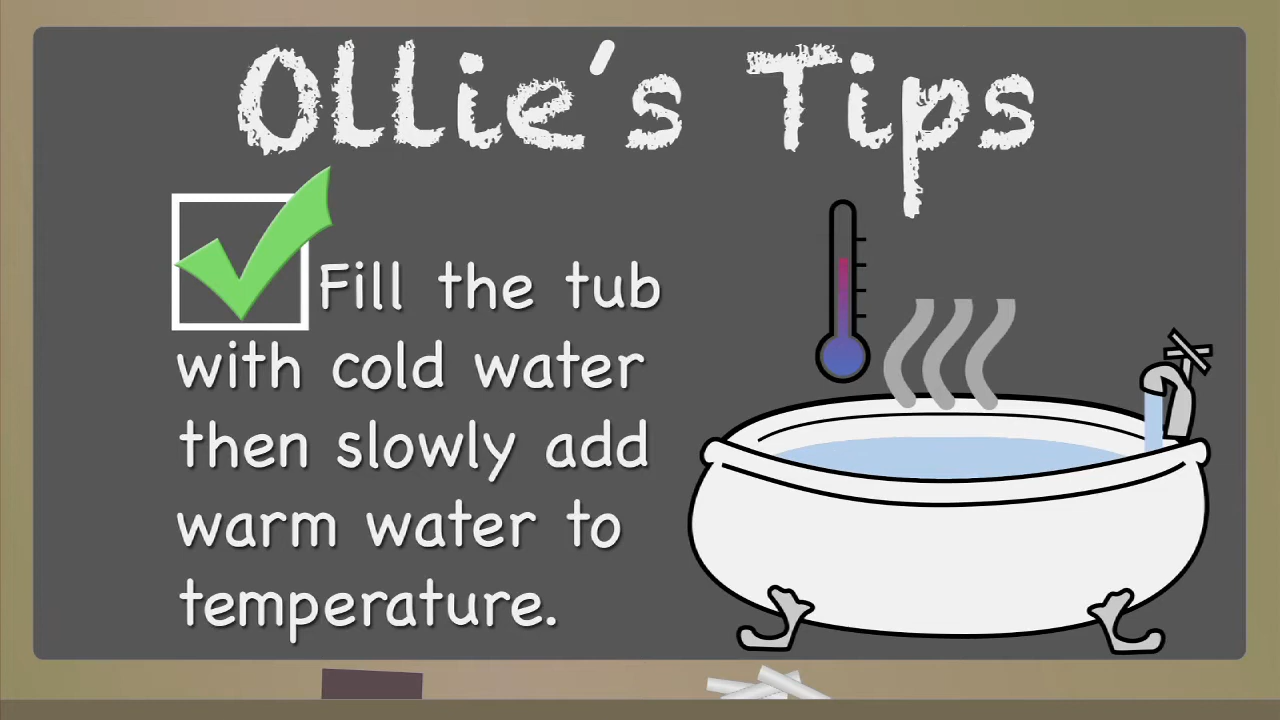 Ollie's Tips
Fill the tub
with cold water
then slowly add
warm water to
temperature.